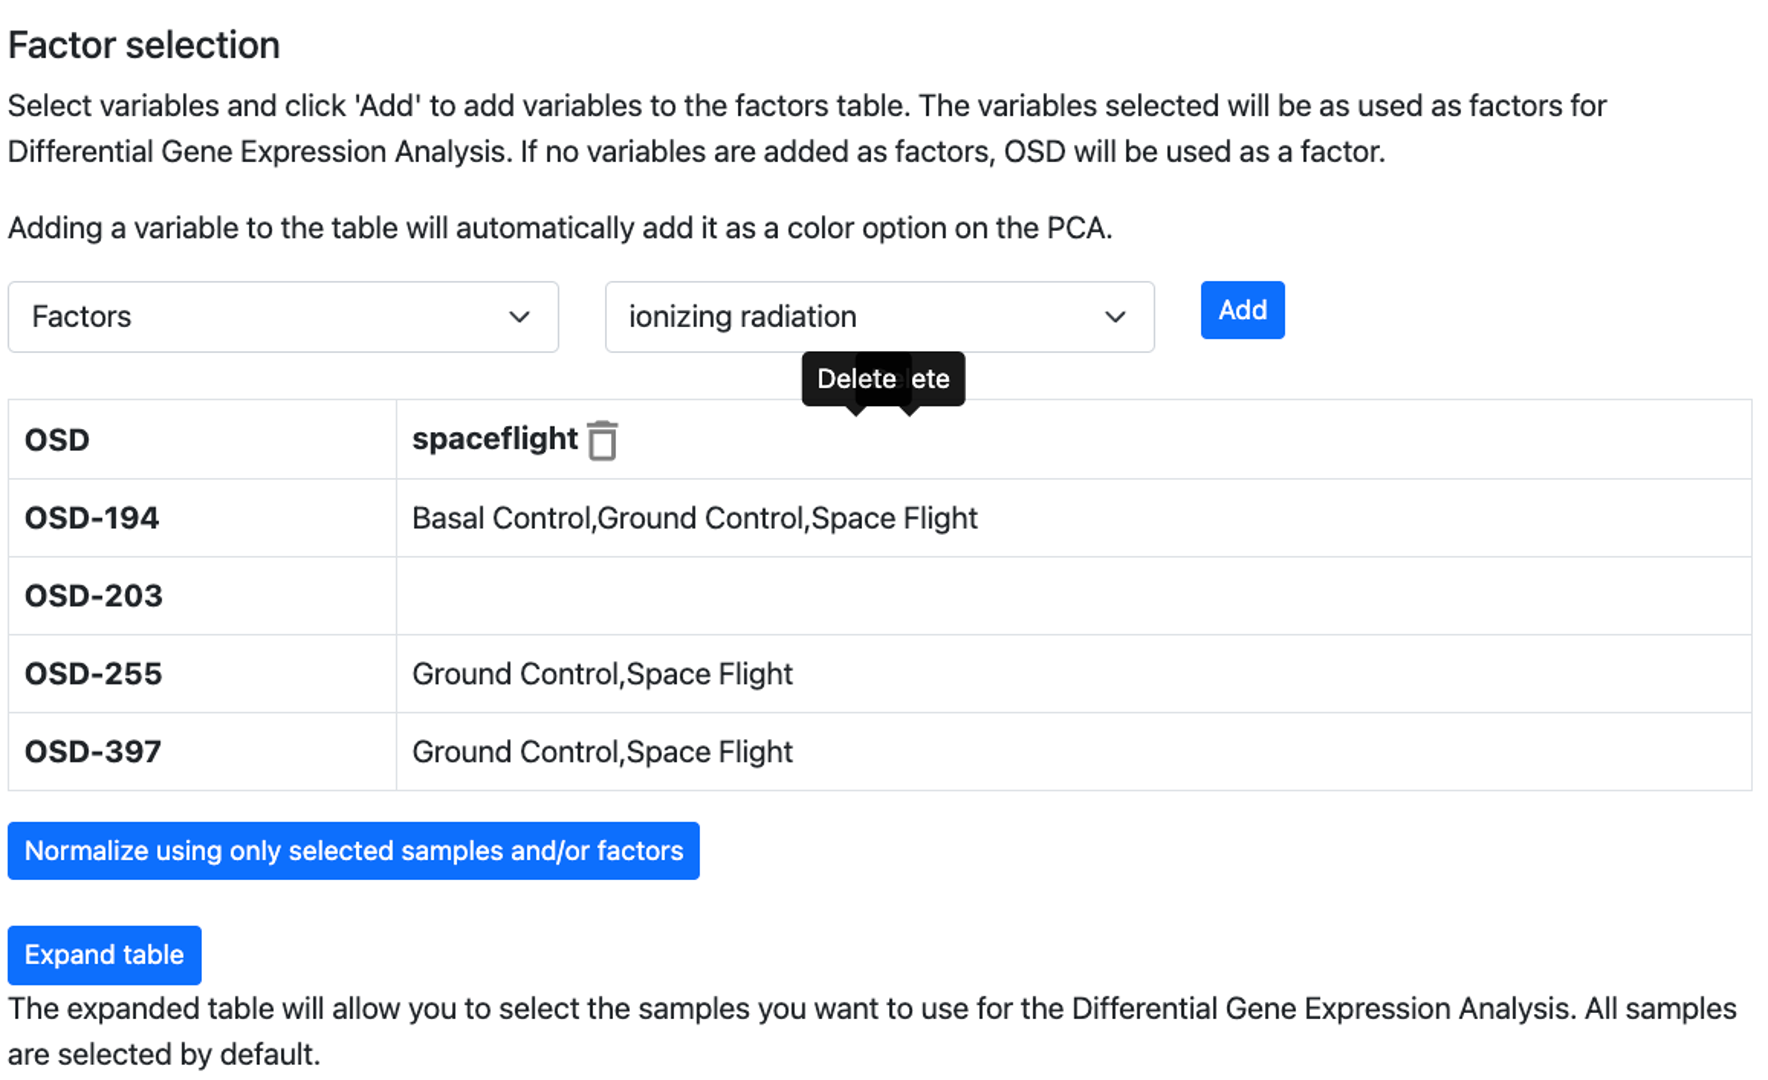 Factor selection
Select variables and click 'Add' to add variables to the factors table. The variables selected will be as used as factors for
Differential Gene Expression Analysis. If no variables are added as factors, OSD will be used as a factor.
Adding a variable to the table will automatically add it as a color option on the PCA.
Factors
ionizing radiation
Add
Delete
OSD
spaceflight
OSD-194
Basal Control,Ground Control,Space Flight
OSD-203
OSD-255
Ground Control,Space Flight
OSD-397
Ground Control,Space Flight
Normalize using only selected samples and/or factors
Expand table
The expanded table will allow you to select the samples you want to use for the Differential Gene Expression Analysis. All samples
are selected by default.